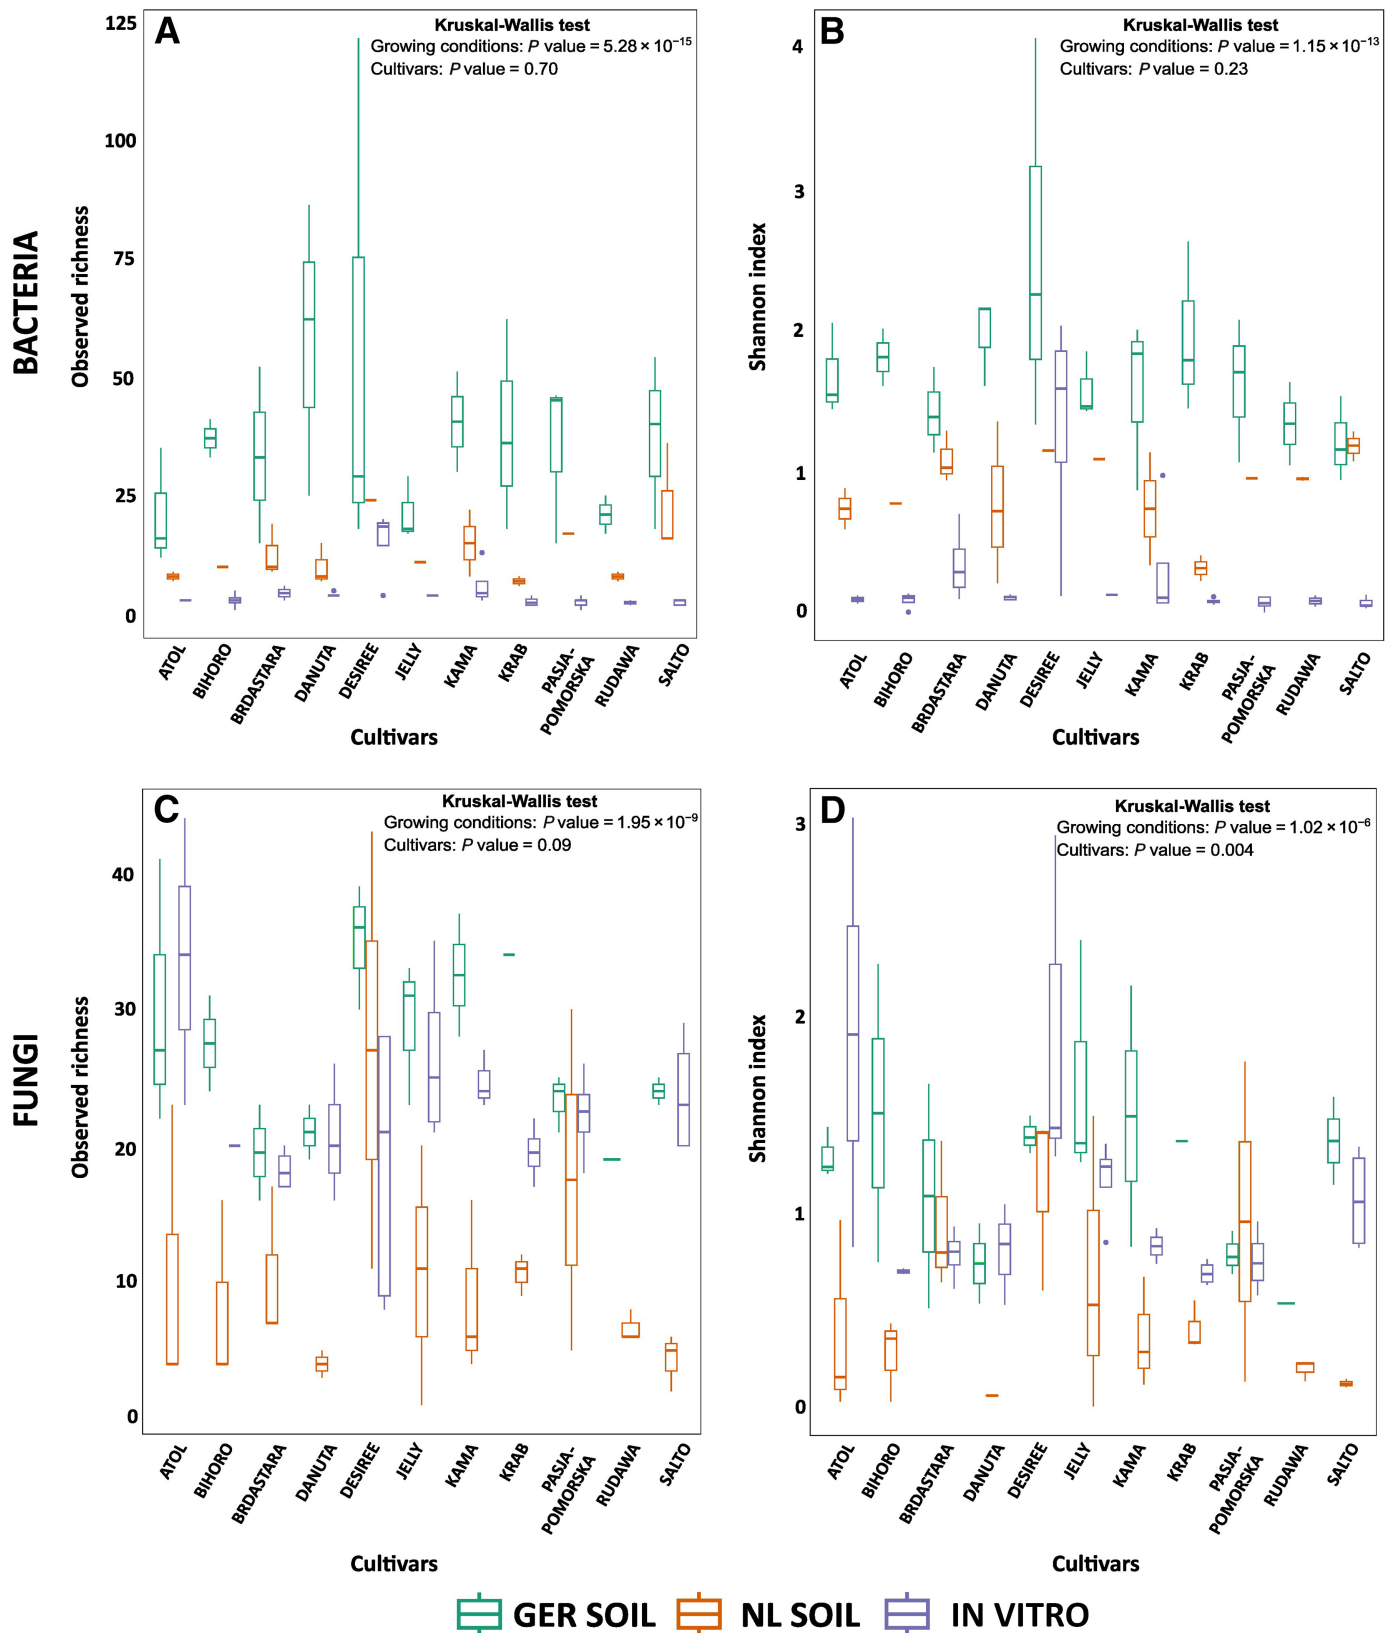 BACTERIA
A
Kruskal-Wallis test
Growing conditions: P value = 5.28 × 10⁻¹⁵
Cultivars: P value = 0.70
Observed richness
125
100
75
50
25
0
ATOL
BIHORO
BRDASTARA
DANUTA
DESIREE
JELLY
KAMA
KRAB
PASJA-
POMORSKA
RUDAWA
SALTO
Cultivars
B
Kruskal-Wallis test
Growing conditions: P value = 1.15 × 10⁻¹³
Cultivars: P value = 0.23
Shannon index
4
3
2
1
0
ATOL
BIHORO
BRDASTARA
DANUTA
DESIREE
JELLY
KAMA
KRAB
PASJA-
POMORSKA
RUDAWA
SALTO
Cultivars
FUNGI
C
Kruskal-Wallis test
Growing conditions: P value = 1.95 × 10⁻⁹
Cultivars: P value = 0.09
Observed richness
40
30
20
10
0
ATOL
BIHORO
BRDASTARA
DANUTA
DESIREE
JELLY
KAMA
KRAB
PASJA-
POMORSKA
RUDAWA
SALTO
Cultivars
D
Kruskal-Wallis test
Growing conditions: P value = 1.02 × 10⁻⁶
Cultivars: P value = 0.004
Shannon index
3
2
1
0
ATOL
BIHORO
BRDASTARA
DANUTA
DESIREE
JELLY
KAMA
KRAB
PASJA-
POMORSKA
RUDAWA
SALTO
Cultivars
GER SOIL
NL SOIL
IN VITRO